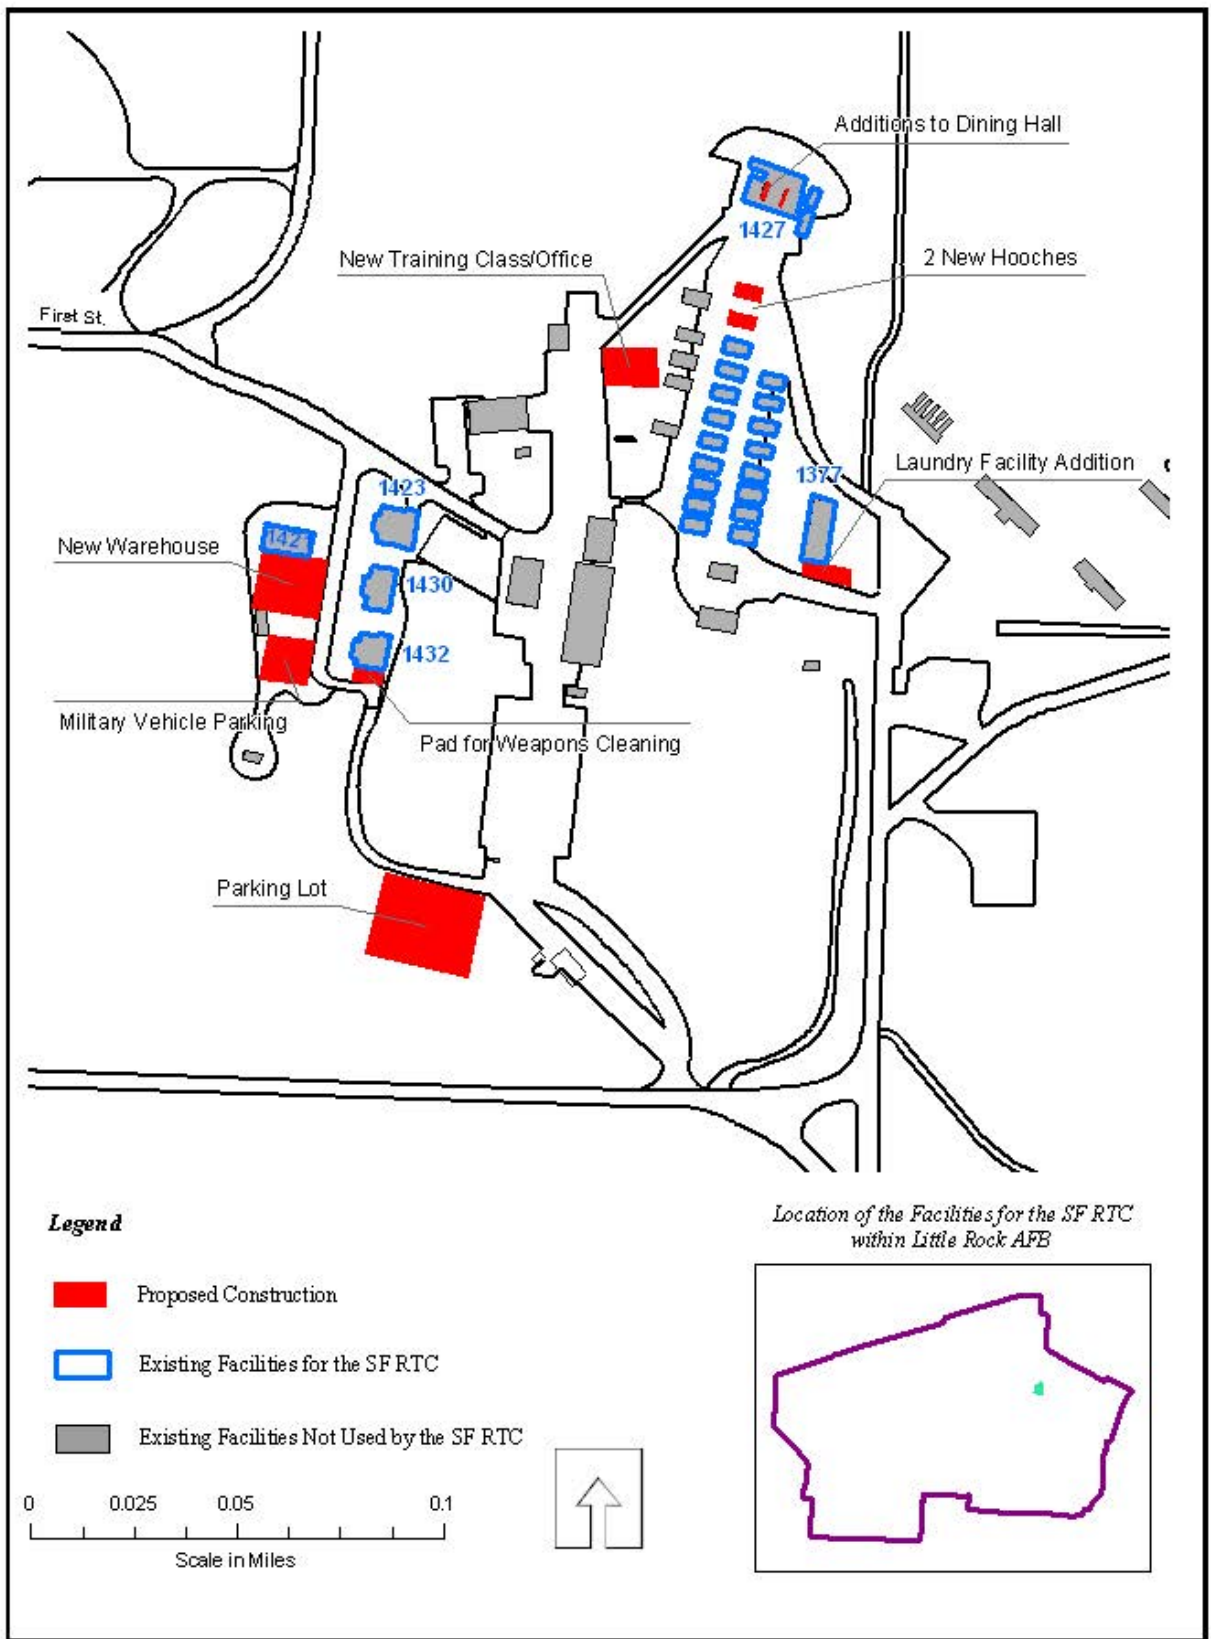 Additions to Dining Hall
1427
New Training Class/Office
2 New Hooches
First St.
1377
Laundry Facility Addition
1423
142
New Warehouse
1430
1432
Military Vehicle Parking
Pad for Weapons Cleaning
Parking Lot
Legend
Proposed Construction
Existing Facilities for the SF RTC
Existing Facilities Not Used by the SF RTC
0 0.025 0.05 0.1
Scale in Miles
Location of the Facilities for the SF RTC
within Little Rock AFB